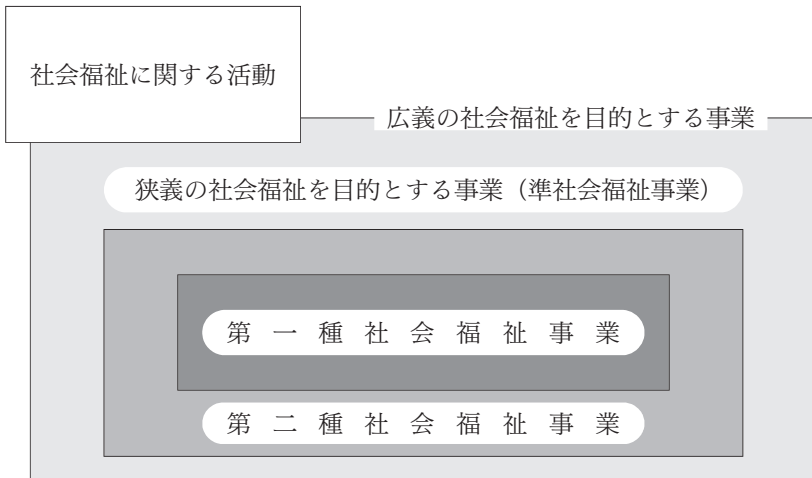 社会福祉に関する活動
広義の社会福祉を目的とする事業
狭義の社会福祉を目的とする事業（準社会福祉事業）
第一種社会福祉事業
第二種社会福祉事業